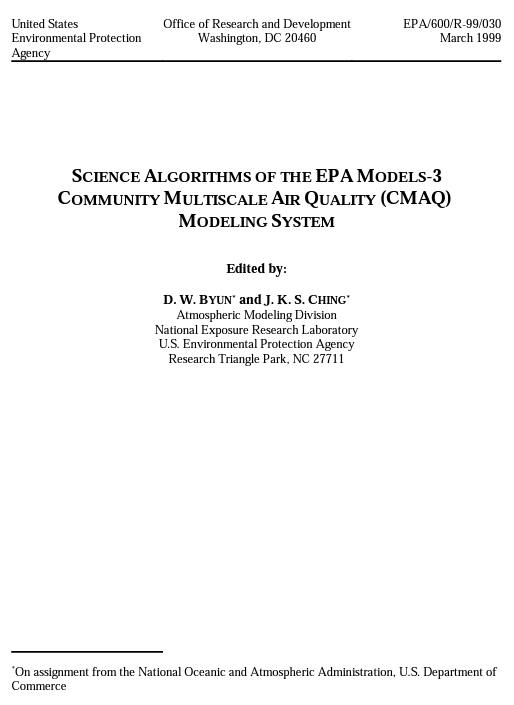 United States
Environmental Protection
Agency
Office of Research and Development
Washington, DC 20460
EPA/600/R-99/030
March 1999
SCIENCE ALGORITHMS OF THE EPA MODELS-3
COMMUNITY MULTISCALE AIR QUALITY (CMAQ)
MODELING SYSTEM
Edited by:
D. W. BYUN* and J. K. S. CHING*
Atmospheric Modeling Division
National Exposure Research Laboratory
U.S. Environmental Protection Agency
Research Triangle Park, NC 27711
*On assignment from the National Oceanic and Atmospheric Administration, U.S. Department of
Commerce